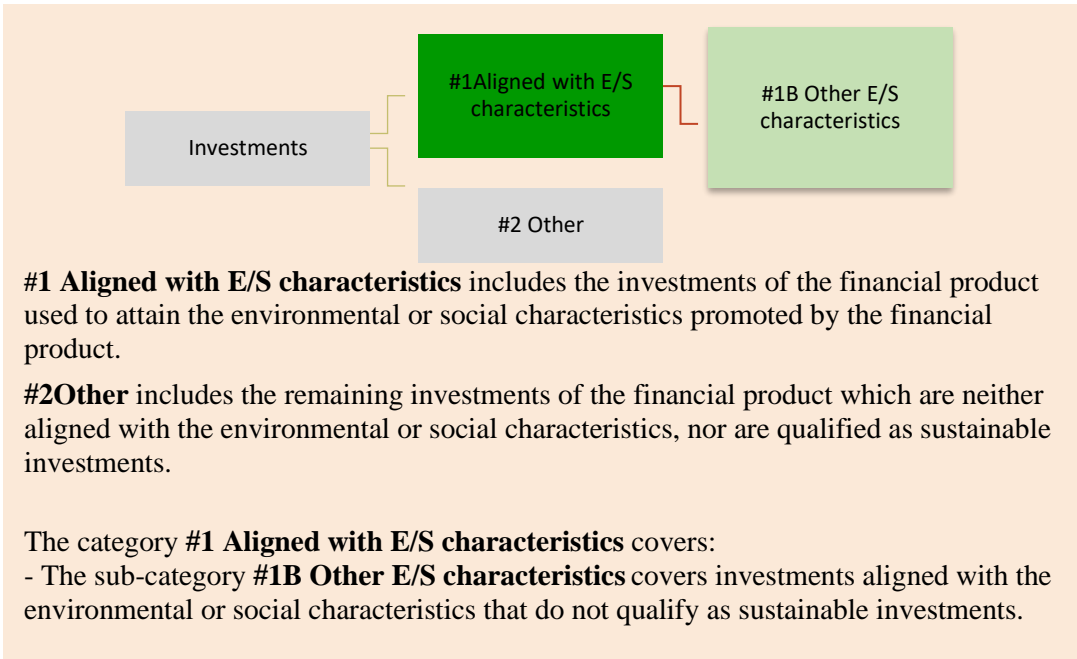 #1Aligned with E/S
characteristics
#1B Other E/S
characteristics
Investments
#2 Other
#1 Aligned with E/S characteristics includes the investments of the financial product
used to attain the environmental or social characteristics promoted by the financial
product.
#2Other includes the remaining investments of the financial product which are neither
aligned with the environmental or social characteristics, nor are qualified as sustainable
investments.
The category #1 Aligned with E/S characteristics covers:
- The sub-category #1B Other E/S characteristics covers investments aligned with the
environmental or social characteristics that do not qualify as sustainable investments.